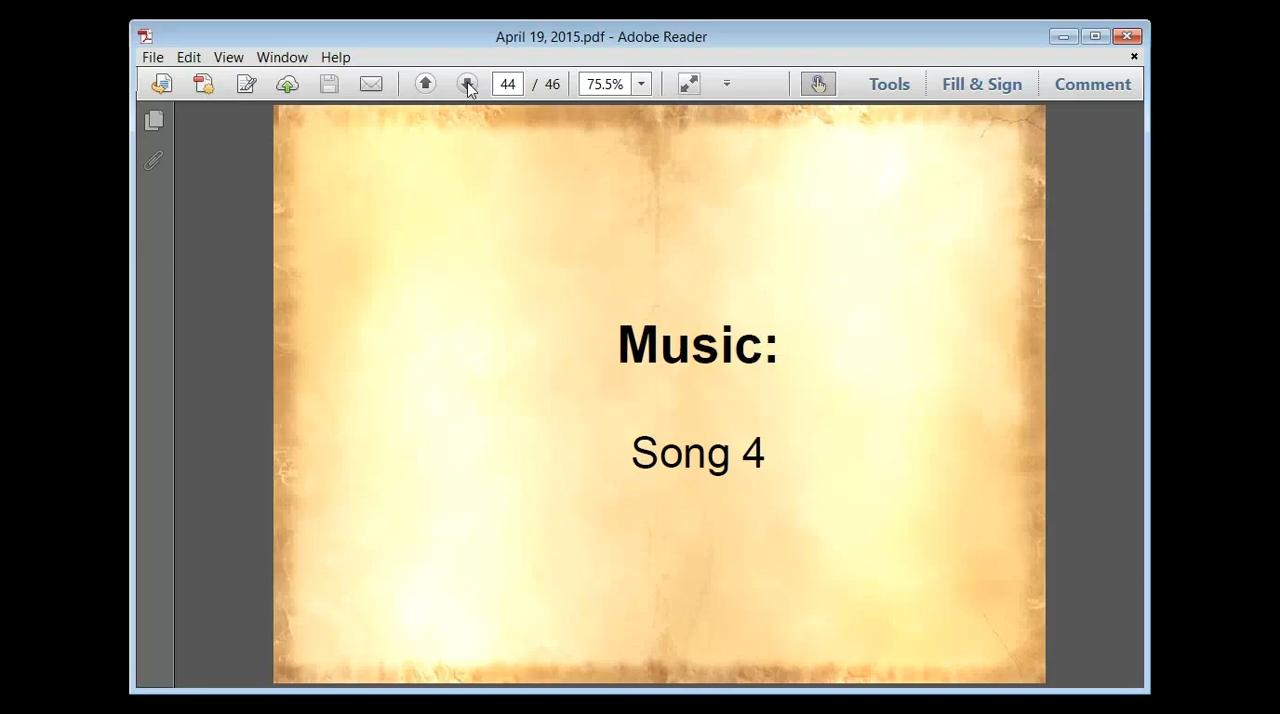 April 19, 2015.pdf - Adobe Reader
File Edit View Window Help
44 / 46 75.5% Tools Fill & Sign Comment
Music:
Song 4